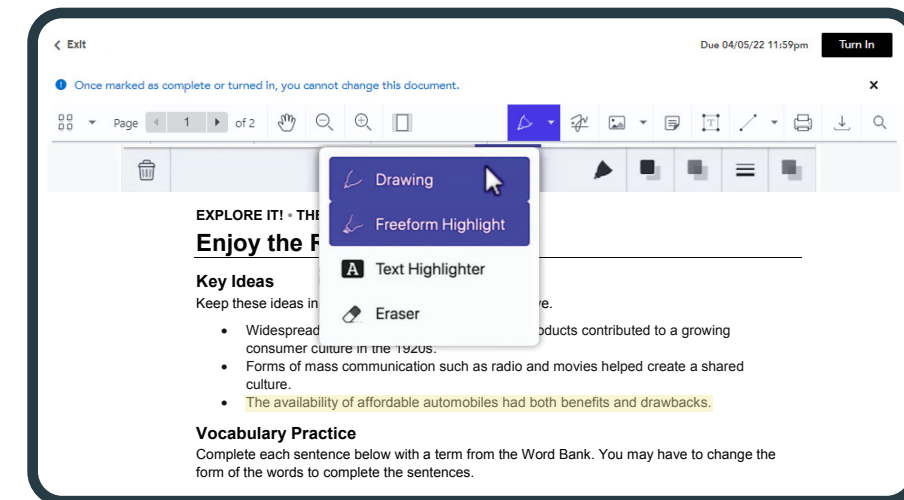 Exit
Due 04/05/22 11:59pm
Turn In
Once marked as complete or turned in, you cannot change this document.
Page 1 of 2
Drawing
Freeform Highlight
A Text Highlighter
Eraser
EXPLORE IT! • THE
Enjoy the
Key Ideas
Keep these ideas in
• Widespread contributed to a growing
consumer culture in the 1920s.
• Forms of mass communication such as radio and movies helped create a shared
culture.
• The availability of affordable automobiles had both benefits and drawbacks.
Vocabulary Practice
Complete each sentence below with a term from the Word Bank. You may have to change the
form of the words to complete the sentences.